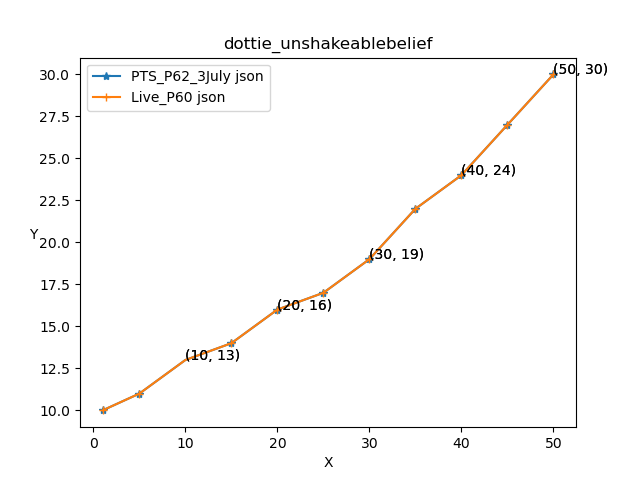 dottie_unshakeablebelief
PTS_P62_3July json
Live_P60 json
30.0
27.5
25.0
22.5
20.0
17.5
15.0
12.5
10.0
Y
(50, 30)
(40, 24)
(30, 19)
(20, 16)
(10, 13)
0 10 20 30 40 50
X